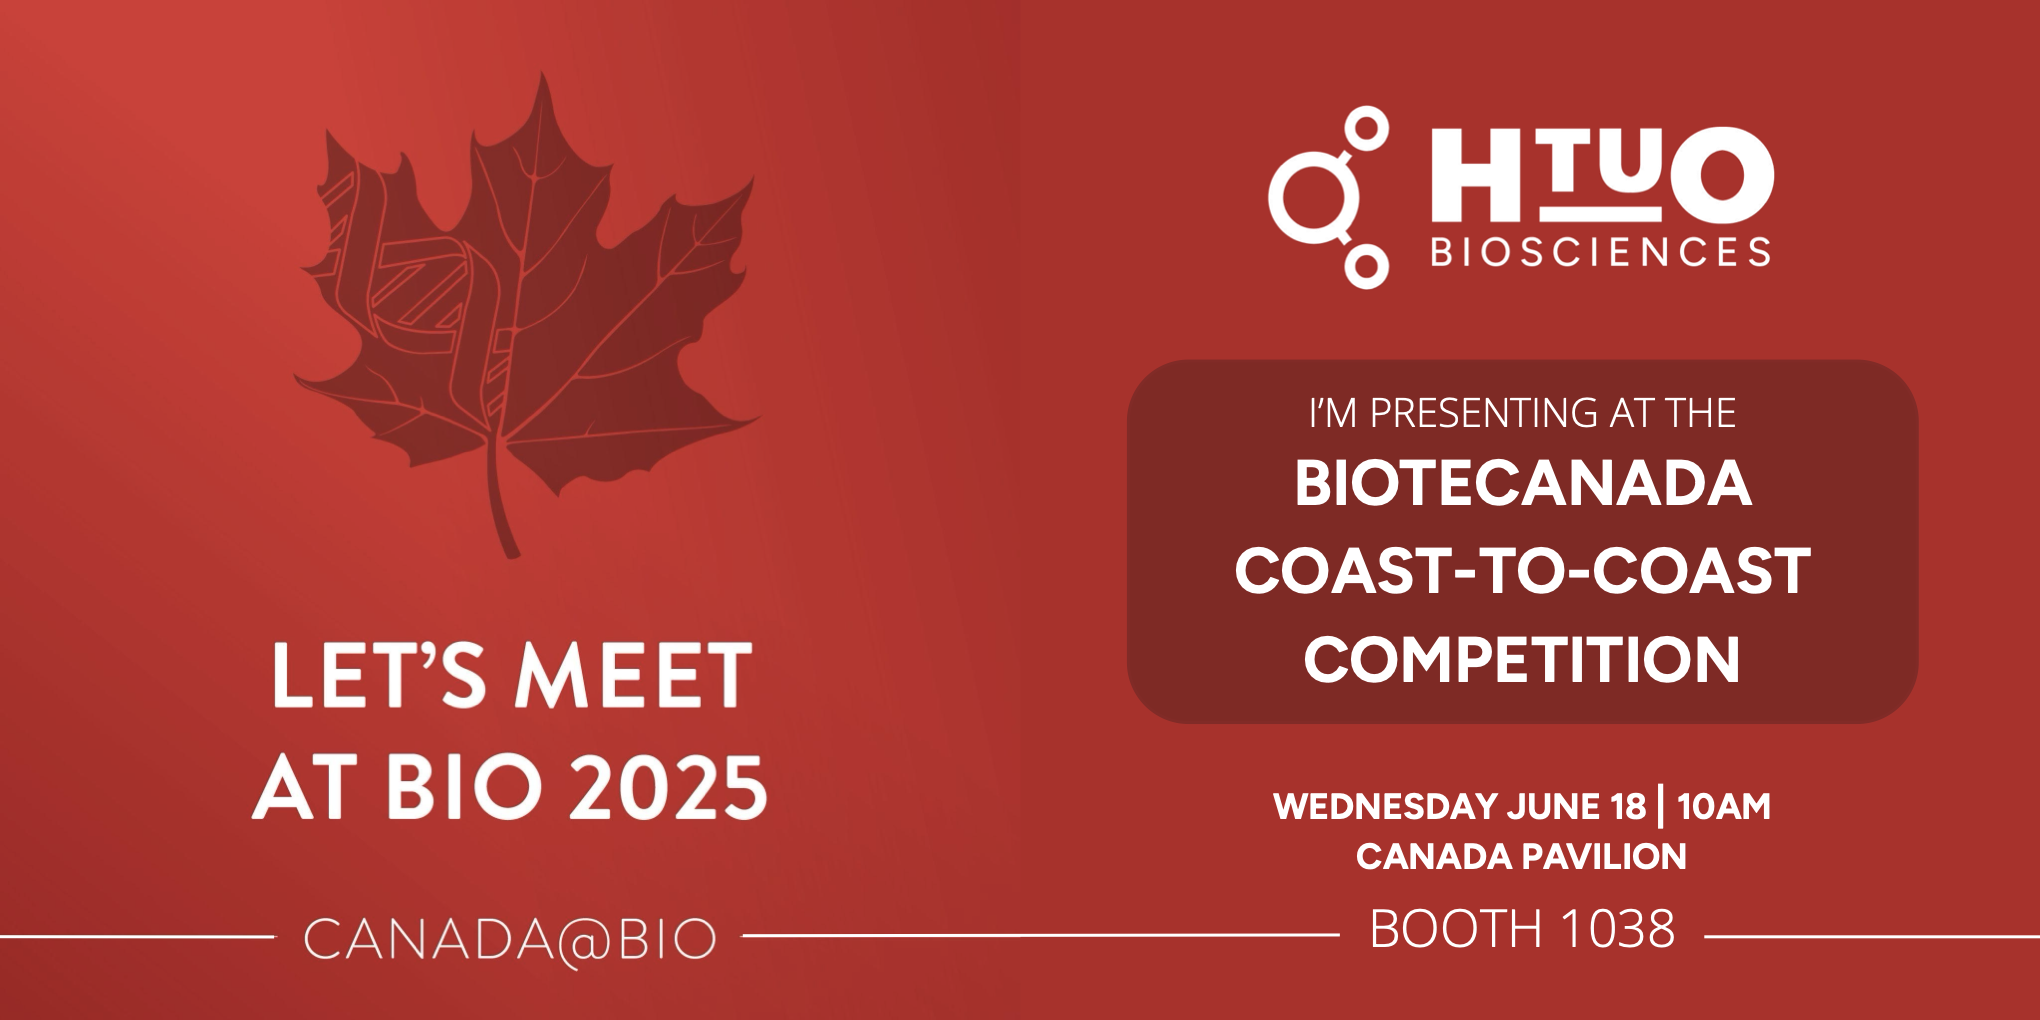 LET'S MEET
AT BIO 2025
CANADA@BIO
HTUO
BIOSCIENCES
I'M PRESENTING AT THE
BIOTECANADA
COAST-TO-COAST
COMPETITION
WEDNESDAY JUNE 18 | 10AM
CANADA PAVILION
BOOTH 1038